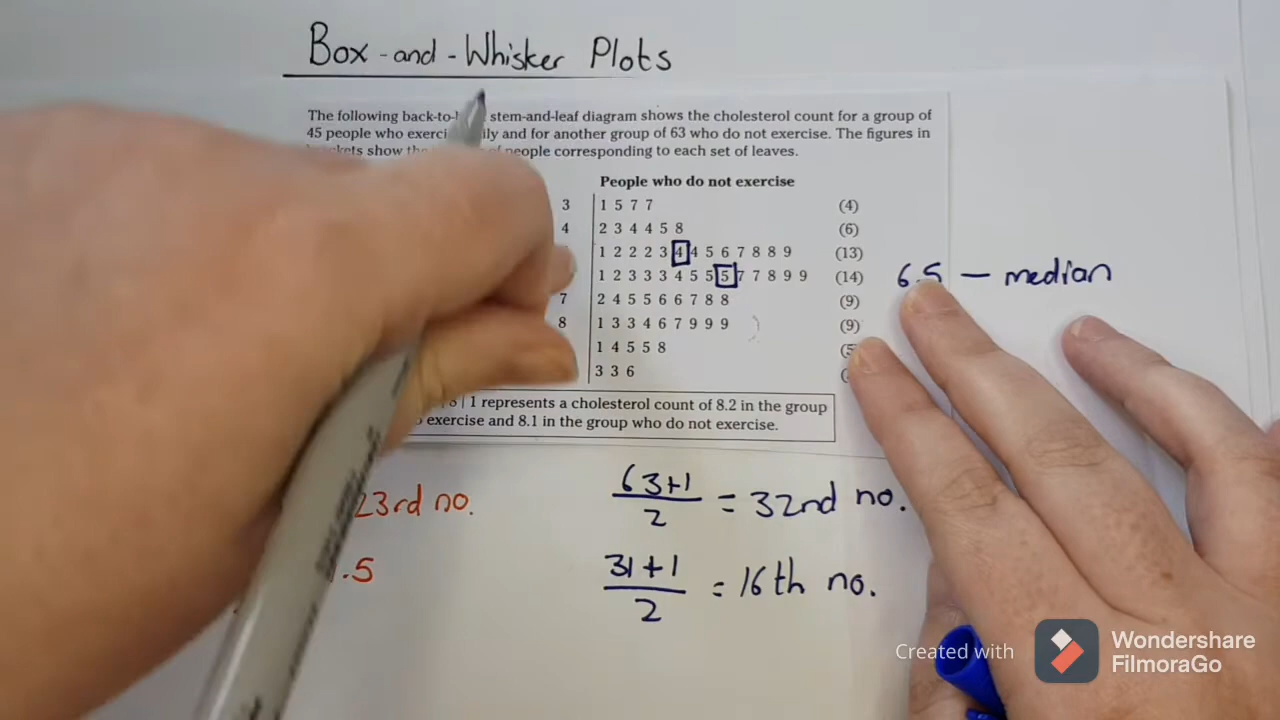 Box-and-Whisker Plots
The following back-to- stem-and-leaf diagram shows the cholesterol count for a group of
45 people who and for another group of 63 who do not exercise. The figures in
show the people corresponding to each set of leaves.
People who do not exercise
3 1 5 7 7 (4)
4 2 3 4 4 5 8 (6)
1 2 2 2 3 4 4 5 6 7 8 8 9 (13)
1 2 3 3 3 4 5 5 5 7 7 8 9 9 (14)
6.5 — median
7 2 4 5 5 6 6 7 8 8 (9)
8 1 3 3 4 6 7 9 9 9 (9)
1 4 5 5 8 (5
3 3 6
| 1 represents a cholesterol count of 8.2 in the group
exercise and 8.1 in the group who do not exercise.
23rd no.
.5
63+1
2
= 32nd no.
31+1
2
= 16th no.
Created with
Wondershare
FilmoraGo